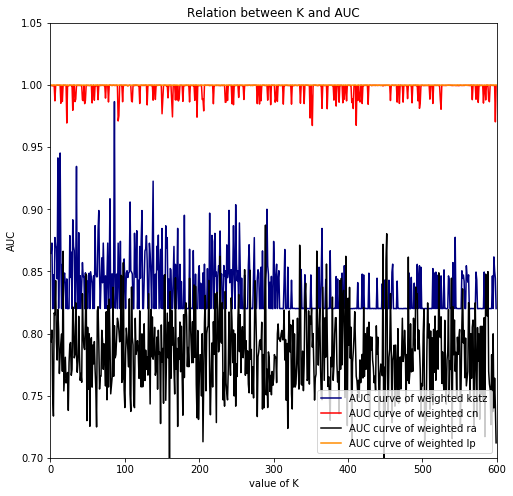 Relation between K and AUC
1.05
1.00
0.95
0.90
0.85
0.80
0.75
0.70
AUC
AUC curve of weighted katz
AUC curve of weighted cn
AUC curve of weighted ra
AUC curve of weighted lp
0 100 200 300 400 500 600
value of K